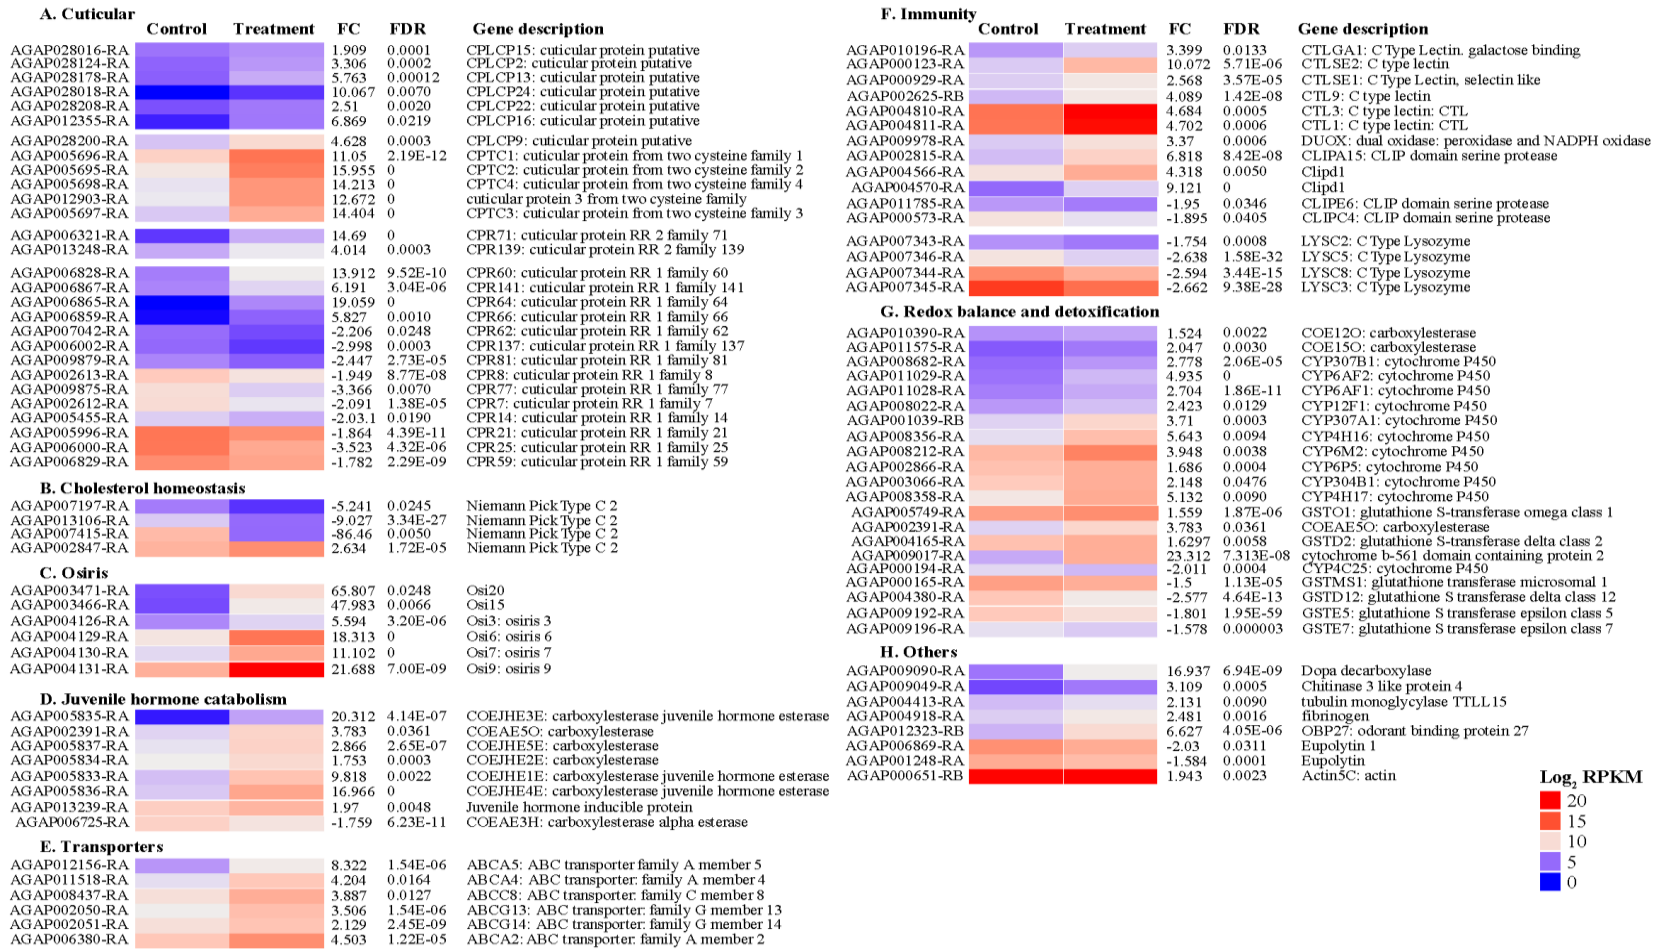 A. Cuticular
Control Treatment FC FDR Gene description
AGAP028016-RA 1.909 0.0001 CPLCP15: cuticular protein putative
AGAP028124-RA 3.306 0.0002 CPLCP2: cuticular protein putative
AGAP028178-RA 5.763 0.00012 CPLCP13: cuticular protein putative
AGAP028018-RA 10.067 0.0070 CPLCP24: cuticular protein putative
AGAP028208-RA 2.51 0.0020 CPLCP22: cuticular protein putative
AGAP012355-RA 6.869 0.0219 CPLCP16: cuticular protein putative
AGAP028200-RA 4.628 0.0003 CPLCP9: cuticular protein putative
AGAP005696-RA 11.05 2.19E-12 CPTC1: cuticular protein from two cysteine family 1
AGAP005695-RA 15.955 0 CPTC2: cuticular protein from two cysteine family 2
AGAP005698-RA 14.213 0 CPTC4: cuticular protein from two cysteine family 4
AGAP012903-RA 12.672 0 cuticular protein 3 from two cysteine family
AGAP005697-RA 14.404 0 CPTC3: cuticular protein from two cysteine family 3
AGAP006321-RA 14.69 0 CPR71: cuticular protein RR 2 family 71
AGAP013248-RA 4.014 0.0003 CPR139: cuticular protein RR 2 family 139
AGAP006828-RA 13.912 9.52E-10 CPR60: cuticular protein RR 1 family 60
AGAP006867-RA 6.191 3.04E-06 CPR141: cuticular protein RR 1 family 141
AGAP006865-RA 19.059 0 CPR64: cuticular protein RR 1 family 64
AGAP006859-RA 5.827 0.0010 CPR66: cuticular protein RR 1 family 66
AGAP007042-RA -2.206 0.0248 CPR62: cuticular protein RR 1 family 62
AGAP006002-RA -2.998 0.0003 CPR137: cuticular protein RR 1 family 137
AGAP009879-RA -2.447 2.73E-05 CPR81: cuticular protein RR 1 family 81
AGAP002613-RA -1.949 8.77E-08 CPR8: cuticular protein RR 1 family 8
AGAP009875-RA -3.366 0.0070 CPR77: cuticular protein RR 1 family 77
AGAP002612-RA -2.091 1.38E-05 CPR7: cuticular protein RR 1 family 7
AGAP005455-RA -2.03.1 0.0190 CPR14: cuticular protein RR 1 family 14
AGAP005996-RA -1.864 4.39E-11 CPR21: cuticular protein RR 1 family 21
AGAP006000-RA -3.523 4.32E-06 CPR25: cuticular protein RR 1 family 25
AGAP006829-RA -1.782 2.29E-09 CPR59: cuticular protein RR 1 family 59
B. Cholesterol homeostasis
AGAP007197-RA -5.241 0.0245 Niemann Pick Type C 2
AGAP013106-RA -9.027 3.34E-27 Niemann Pick Type C 2
AGAP007415-RA -86.46 0.0050 Niemann Pick Type C 2
AGAP002847-RA 2.634 1.72E-05 Niemann Pick Type C 2
C. Osiris
AGAP003471-RA 65.807 0.0248 Osi20
AGAP003466-RA 47.983 0.0066 Osi15
AGAP004126-RA 5.594 3.20E-06 Osi3: osiris 3
AGAP004129-RA 18.313 0 Osi6: osiris 6
AGAP004130-RA 11.102 0 Osi7: osiris 7
AGAP004131-RA 21.688 7.00E-09 Osi9: osiris 9
D. Juvenile hormone catabolism
AGAP005835-RA 20.312 4.14E-07 COEJHE3E: carboxylesterase juvenile hormone esterase
AGAP002391-RA 3.783 0.0361 COEAE5O: carboxylesterase
AGAP005837-RA 2.866 2.65E-07 COEJHE5E: carboxylesterase
AGAP005834-RA 1.753 0.0003 COEJHE2E: carboxylesterase
AGAP005833-RA 9.818 0.0022 COEJHE1E: carboxylesterase juvenile hormone esterase
AGAP005836-RA 16.966 0 COEJHE4E: carboxylesterase juvenile hormone esterase
AGAP013239-RA 1.97 0.0048 Juvenile hormone inducible protein
AGAP006725-RA -1.759 6.23E-11 COEAE3H: carboxylesterase alpha esterase
E. Transporters
AGAP012156-RA 8.322 1.54E-06 ABCA5: ABC transporter family A member 5
AGAP011518-RA 4.204 0.0164 ABCA4: ABC transporter: family A member 4
AGAP008437-RA 3.887 0.0127 ABCC8: ABC transporter: family C member 8
AGAP002050-RA 3.506 1.54E-06 ABCG13: ABC transporter: family G member 13
AGAP002051-RA 2.129 2.45E-09 ABCG14: ABC transporter: family G member 14
AGAP006380-RA 4.503 1.22E-05 ABCA2: ABC transporter: family A member 2
F. Immunity
Control Treatment FC FDR Gene description
AGAP010196-RA 3.399 0.0133 CTLGA1: C Type Lectin. galactose binding
AGAP000123-RA 10.072 5.71E-06 CTLSE2: C type lectin
AGAP000929-RA 2.568 3.57E-05 CTLSE1: C Type Lectin, selectin like
AGAP002625-RB 4.089 1.42E-08 CTL9: C type lectin
AGAP004810-RA 4.684 0.0005 CTL3: C type lectin: CTL
AGAP004811-RA 4.702 0.0006 CTL1: C type lectin: CTL
AGAP009978-RA 3.37 0.0006 DUOX: dual oxidase: peroxidase and NADPH oxidase
AGAP002815-RA 6.818 8.42E-08 CLIPA15: CLIP domain serine protease
AGAP004566-RA 4.318 0.0050 Clipd1
AGAP004570-RA 9.121 0 Clipd1
AGAP011785-RA -1.95 0.0346 CLIPE6: CLIP domain serine protease
AGAP000573-RA -1.895 0.0405 CLIPC4: CLIP domain serine protease
AGAP007343-RA -1.754 0.0008 LYSC2: C Type Lysozyme
AGAP007346-RA -2.638 1.58E-32 LYSC5: C Type Lysozyme
AGAP007344-RA -2.594 3.44E-15 LYSC8: C Type Lysozyme
AGAP007345-RA -2.662 9.38E-28 LYSC3: C Type Lysozyme
G. Redox balance and detoxification
AGAP010390-RA 1.524 0.0022 COE12O: carboxylesterase
AGAP011575-RA 2.047 0.0030 COE15O: carboxylesterase
AGAP008682-RA 2.778 2.06E-05 CYP307B1: cytochrome P450
AGAP011029-RA 4.935 0 CYP6AF2: cytochrome P450
AGAP011028-RA 2.704 1.86E-11 CYP6AF1: cytochrome P450
AGAP008022-RA 2.423 0.0129 CYP12F1: cytochrome P450
AGAP001039-RB 3.71 0.0003 CYP307A1: cytochrome P450
AGAP008356-RA 5.643 0.0094 CYP4H16: cytochrome P450
AGAP008212-RA 3.948 0.0038 CYP6M2: cytochrome P450
AGAP002866-RA 1.686 0.0004 CYP6P5: cytochrome P450
AGAP003066-RA 2.148 0.0476 CYP304B1: cytochrome P450
AGAP008358-RA 5.132 0.0090 CYP4H17: cytochrome P450
AGAP005749-RA 1.559 1.87E-06 GSTO1: glutathione S-transferase omega class 1
AGAP002391-RA 3.783 0.0361 COEAE5O: carboxylesterase
AGAP004165-RA 1.6297 0.0058 GSTD2: glutathione S-transferase delta class 2
AGAP009017-RA 23.312 7.313E-08 cytochrome b-561 domain containing protein 2
AGAP000194-RA -2.011 0.0004 CYP4C25: cytochrome P450
AGAP000165-RA -1.5 1.13E-05 GSTMS1: glutathione transferase microsomal 1
AGAP004380-RA -2.577 4.64E-13 GSTD12: glutathione S transferase delta class 12
AGAP009192-RA -1.801 1.95E-59 GSTE5: glutathione S transferase epsilon class 5
AGAP009196-RA -1.578 0.000003 GSTE7: glutathione S transferase epsilon class 7
H. Others
AGAP009090-RA 16.937 6.94E-09 Dopa decarboxylase
AGAP009049-RA 3.109 0.0005 Chitinase 3 like protein 4
AGAP004413-RA 2.131 0.0090 tubulin monoglycylase TTLL15
AGAP004918-RA 2.481 0.0016 fibrinogen
AGAP012323-RB 6.627 4.05E-06 OBP27: odorant binding protein 27
AGAP006869-RA -2.03 0.0311 Eupolytin 1
AGAP001248-RA -1.584 0.0001 Eupolytin
AGAP000651-RB 1.943 0.0023 Actin5C: actin
Log2 RPKM
20
15
10
5
0